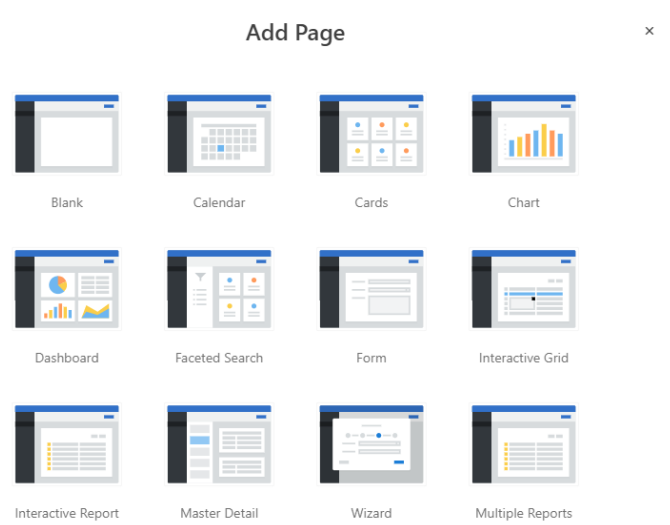 Add Page
×
Blank
Calendar
Cards
Chart
Dashboard
Faceted Search
Form
Interactive Grid
Interactive Report
Master Detail
Wizard
Multiple Reports